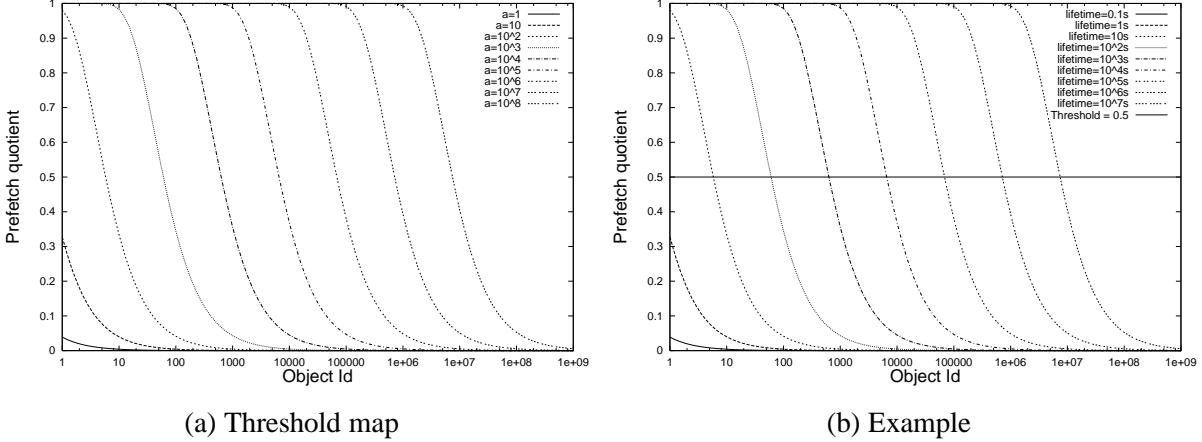 Prefetch quotient
1
0.9
0.8
0.7
0.6
0.5
0.4
0.3
0.2
0.1
0
a=1
a=10
a=10^2
a=10^3
a=10^4
a=10^5
a=10^6
a=10^7
a=10^8
1 10 100 1000 10000 100000 1e+06 1e+07 1e+08 1e+09
Object Id
(a) Threshold map
Prefetch quotient
1
0.9
0.8
0.7
0.6
0.5
0.4
0.3
0.2
0.1
0
lifetime=0.1s
lifetime=1s
lifetime=10s
lifetime=10^2s
lifetime=10^3s
lifetime=10^4s
lifetime=10^5s
lifetime=10^6s
lifetime=10^7s
Threshold = 0.5
1 10 100 1000 10000 100000 1e+06 1e+07 1e+08 1e+09
Object Id
(b) Example